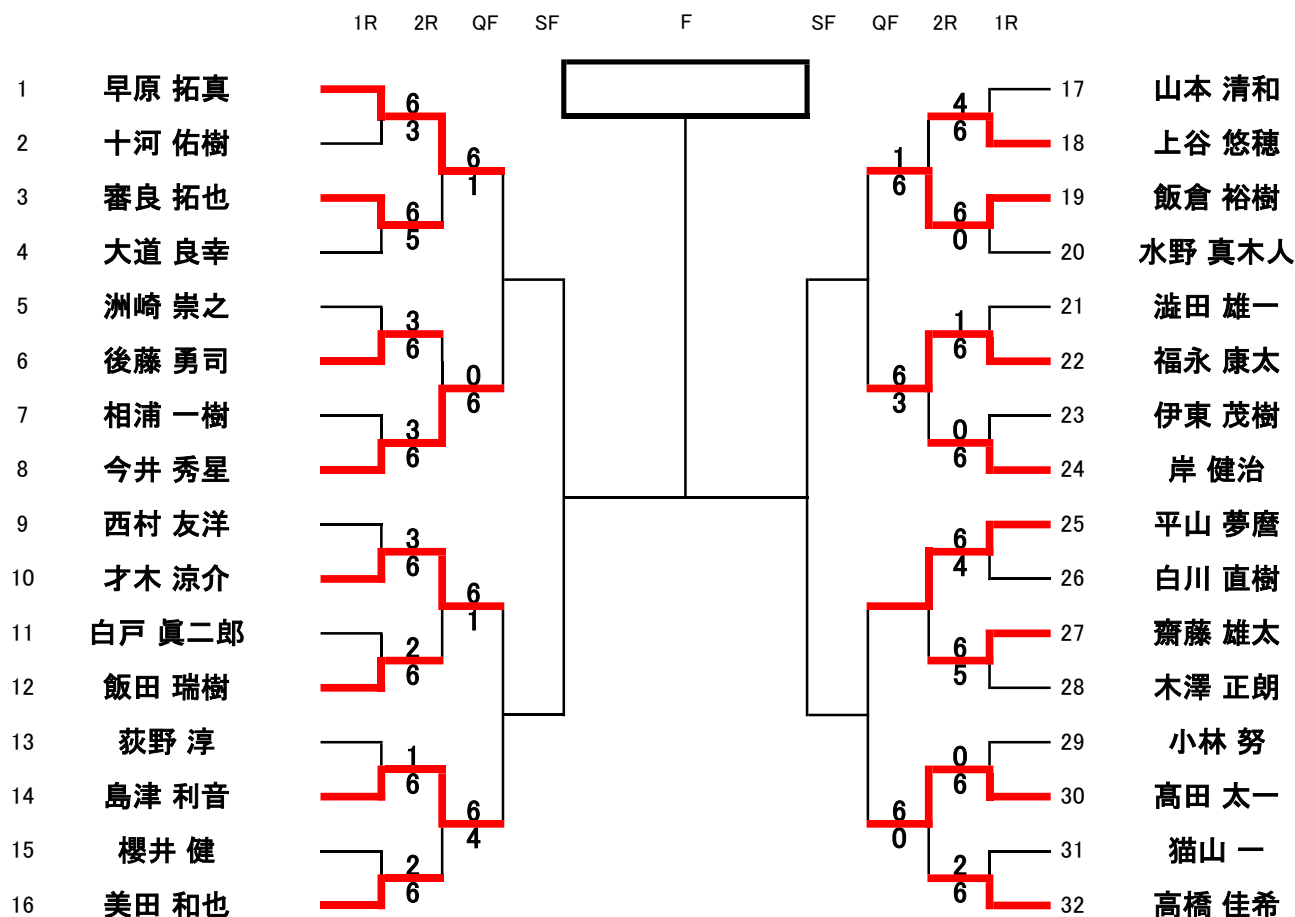 1R 2R QF SF F SF QF 2R 1R
1 早原 拓真 6 4 17 山本 清和
3 6
2 十河 佑樹 18 上谷 悠穂
6 1
1 6
3 審良 拓也 6 6 19 飯倉 裕樹
5 0
4 大道 良幸 20 水野 真木人
5 洲崎 崇之 3 1 21 澁田 雄一
6 6
6 後藤 勇司 22 福永 康太
0 6
6 3
7 相浦 一樹 3 0 23 伊東 茂樹
6 6
8 今井 秀星 24 岸 健治
9 西村 友洋 3 6 25 平山 夢麿
6 4
10 才木 涼介 26 白川 直樹
6
1
11 白戸 眞二郎 2 6 27 齋藤 雄太
6 5
12 飯田 瑞樹 28 木澤 正朗
13 荻野 淳 1 0 29 小林 努
6 6
14 島津 利音 30 髙田 太一
6 6
4 0
15 櫻井 健 2 2 31 猫山 一
6 6
16 美田 和也 32 高橋 佳希